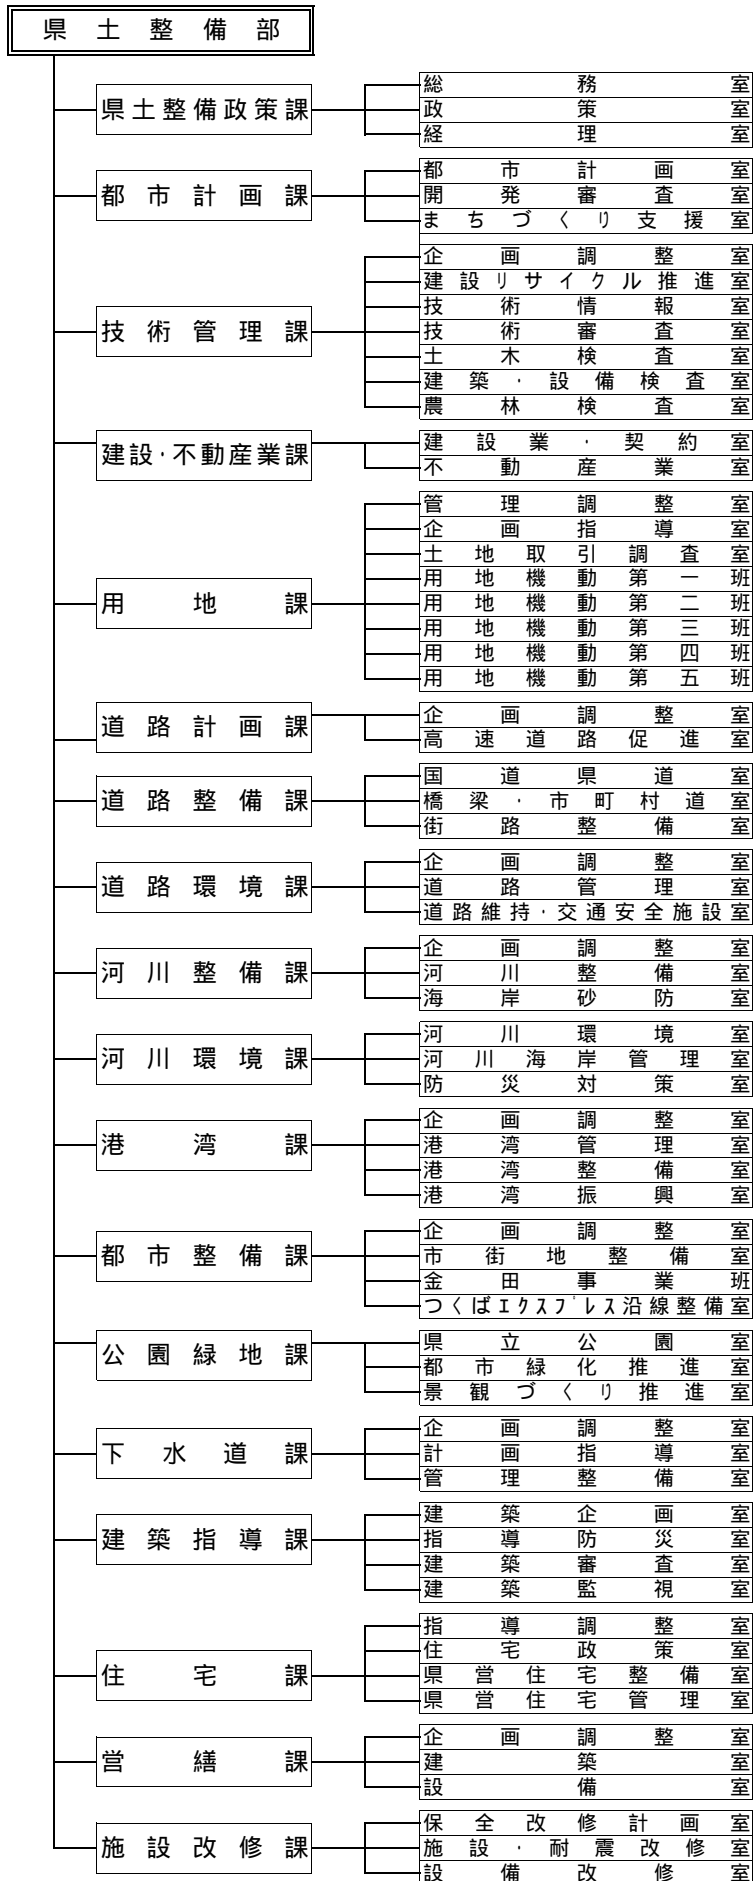 県土整備部
県土整備政策課
総務室
政策室
経理室
都市計画課
都市計画室
開発審査室
まちづくり支援室
技術管理課
企画調整室
建設リサイクル推進室
技術情報室
技術審査室
土木検査室
建築・設備検査室
農林検査室
建設・不動産業課
建設業・契約室
不動産業室
用地課
管理調整室
企画指導室
土地取引調査室
用地機動第一班
用地機動第二班
用地機動第三班
用地機動第四班
用地機動第五班
道路計画課
企画調整室
高速道路促進室
道路整備課
国道県道室
橋梁・市町村道室
街路整備室
道路環境課
企画調整室
道路管理室
道路維持・交通安全施設室
河川整備課
企画調整室
河川整備室
海岸砂防室
河川環境課
河川環境室
河川海岸管理室
防災対策室
港湾課
企画調整室
港湾管理室
港湾整備室
港湾振興室
都市整備課
企画調整室
市街地整備室
金田事業班
つくばエクスプレス沿線整備室
公園緑地課
県立公園室
都市緑化推進室
景観づくり推進室
下水道課
企画調整室
計画指導室
管理整備室
建築指導課
建築企画室
指導防災室
建築審査室
建築監視室
住宅課
指導調整室
住宅政策室
県営住宅整備室
県営住宅管理室
営繕課
企画調整室
建築室
設備室
施設改修課
保全改修計画室
施設・耐震改修室
設備改修室